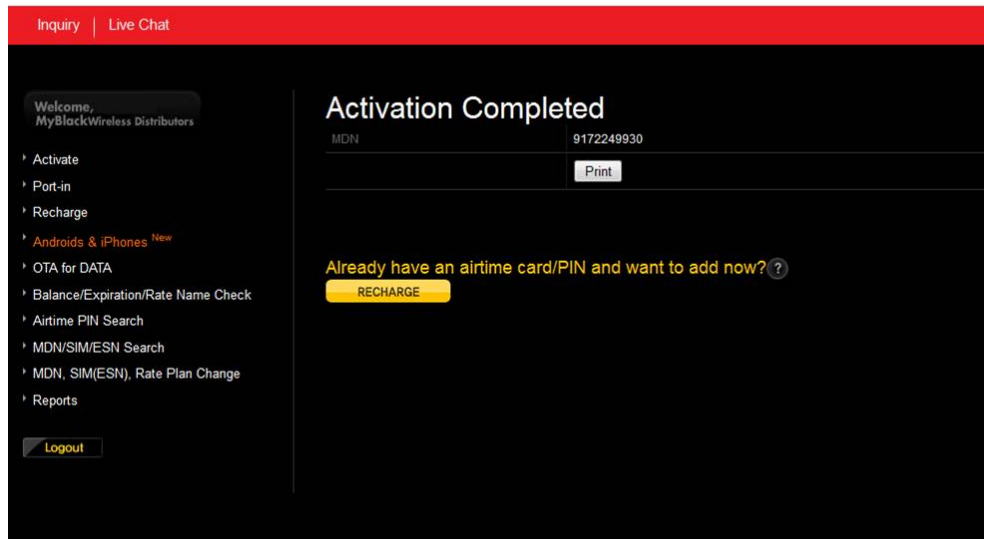 Inquiry | Live Chat
Welcome,
MyBlackWireless Distributors
Activate
Port-in
Recharge
Androids & iPhones New
OTA for DATA
Balance/Expiration/Rate Name Check
Airtime PIN Search
MDN/SIM/ESN Search
MDN, SIM(ESN), Rate Plan Change
Reports
Logout
Activation Completed
MDN 9172249930
Print
Already have an airtime card/PIN and want to add now? ?
RECHARGE